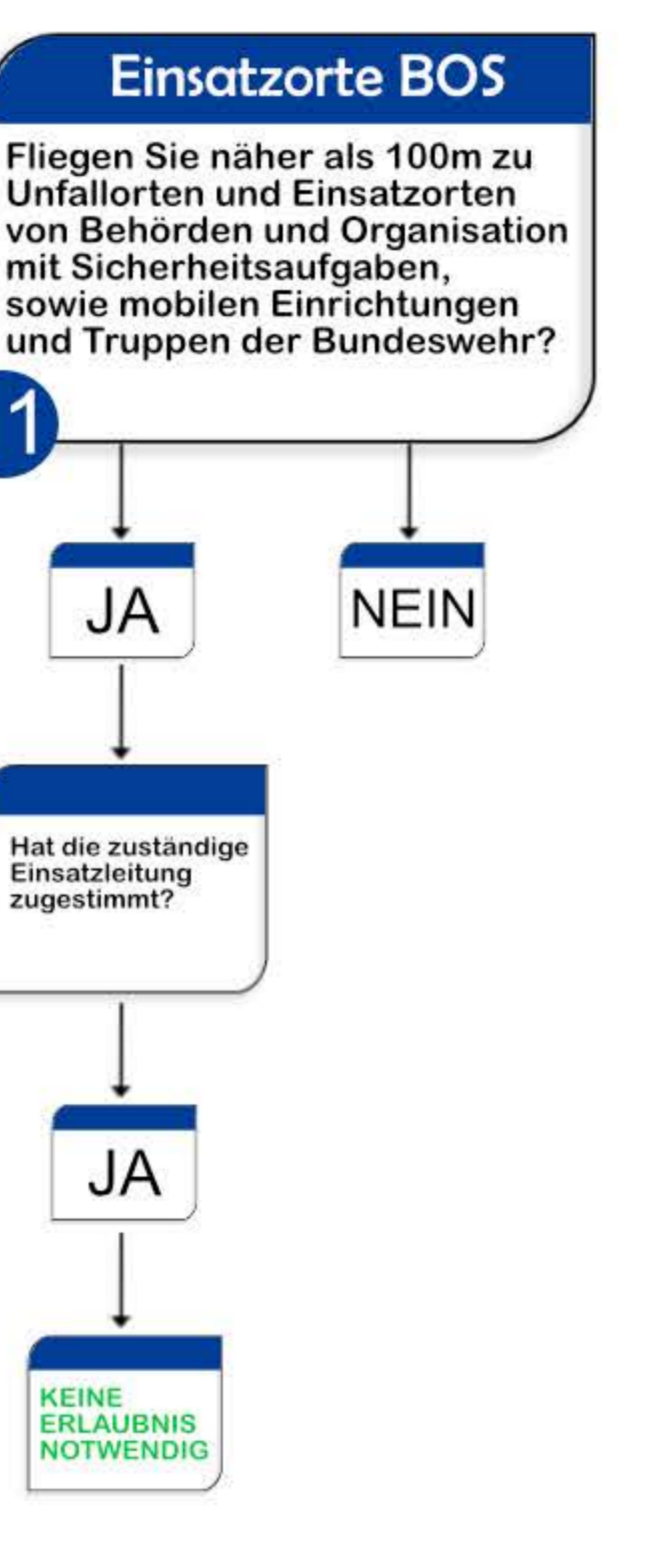 Einsatzorte BOS
Fliegen Sie näher als 100m zu
Unfallorten und Einsatzorten
von Behörden und Organisation
mit Sicherheitsaufgaben,
sowie mobilen Einrichtungen
und Truppen der Bundeswehr?
1
JA
NEIN
Hat die zuständige
Einsatzleitung
zugestimmt?
JA
KEINE
ERLAUBNIS
NOTWENDIG